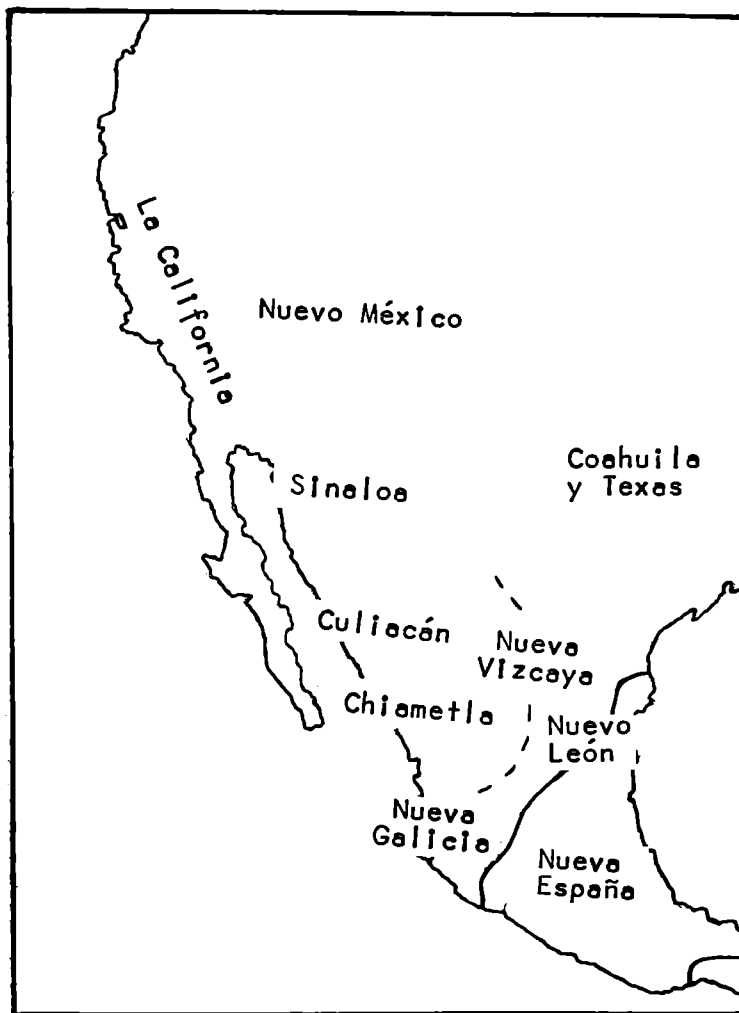 La California
Nuevo México
Coahuila
y Texas
Sinaloa
Culiacán
Nueva
Vizcaya
Chiametla
Nuevo
León
Nueva
Galicia
Nueva
España